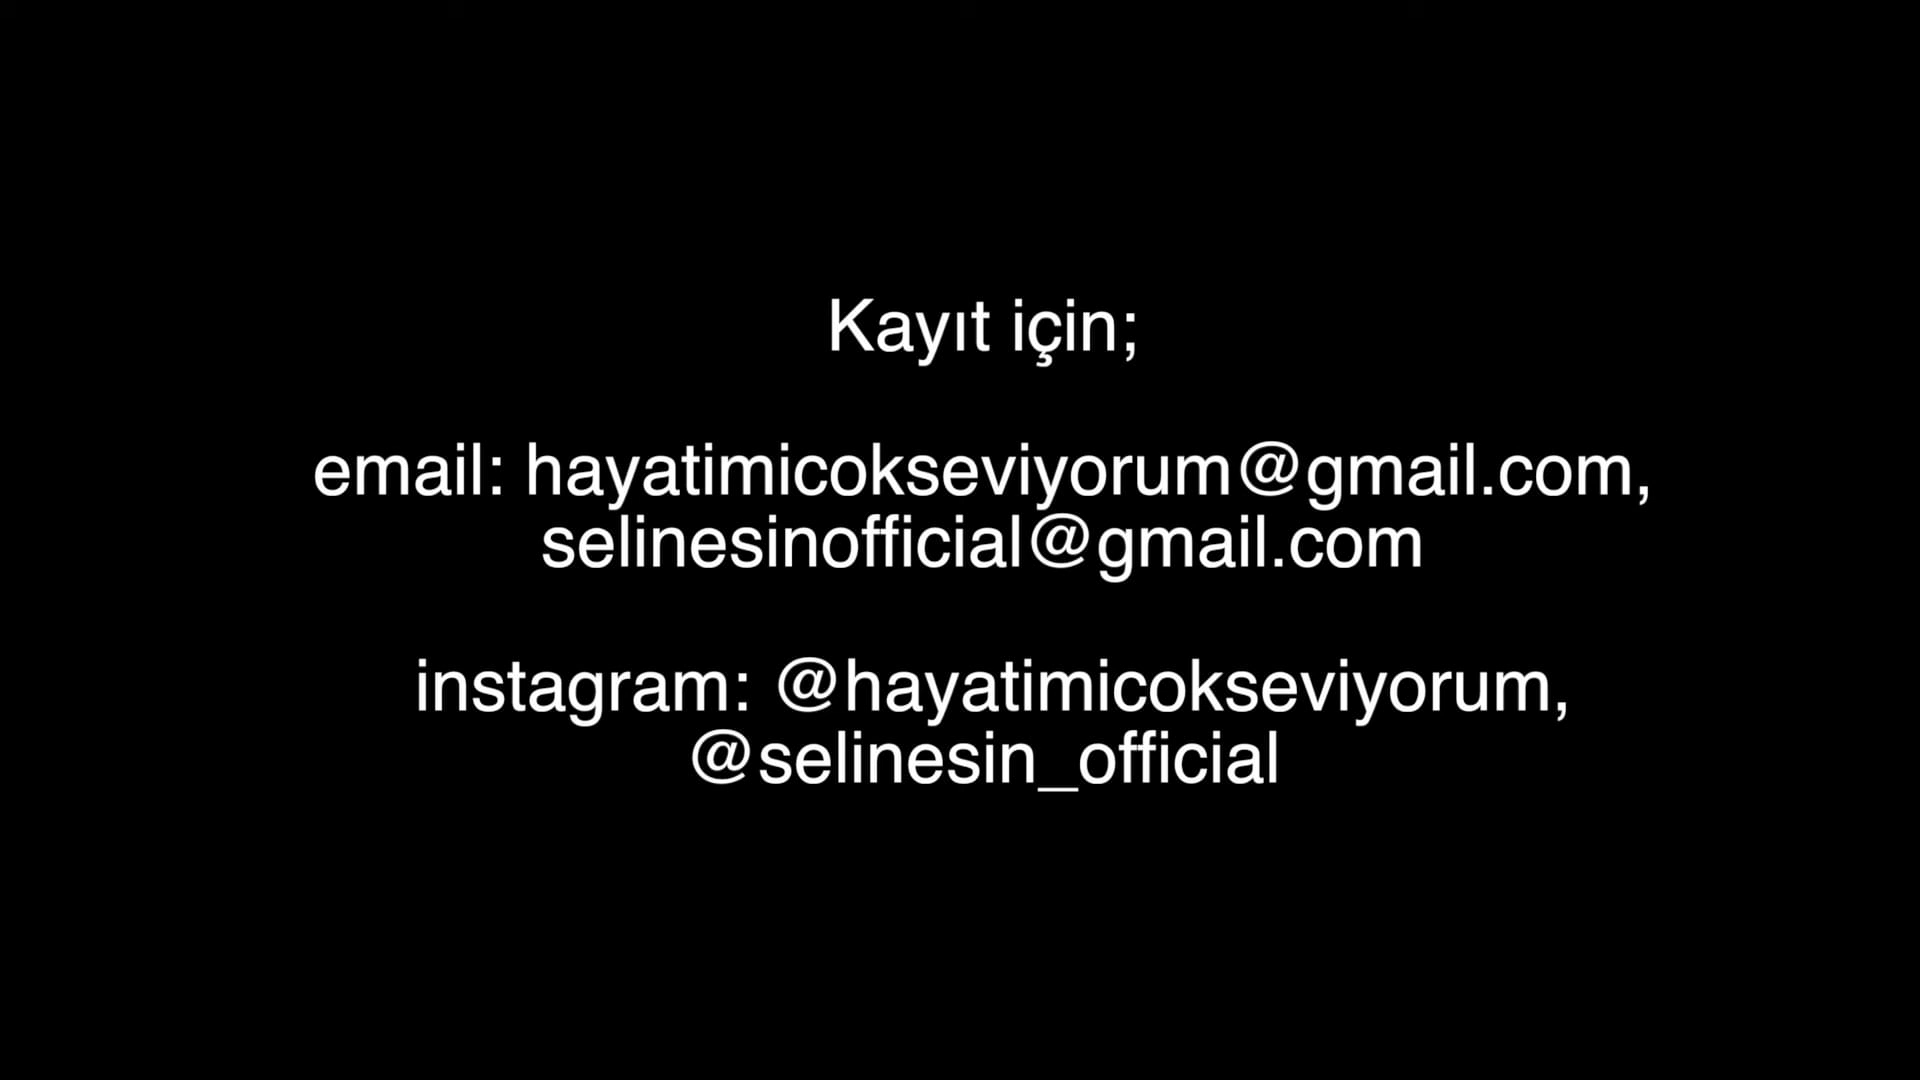 Kayıt için;
email: hayatimicokseviyorum@gmail.com,
selinesinofficial@gmail.com
instagram: @hayatimicokseviyorum,
@selinesin_official